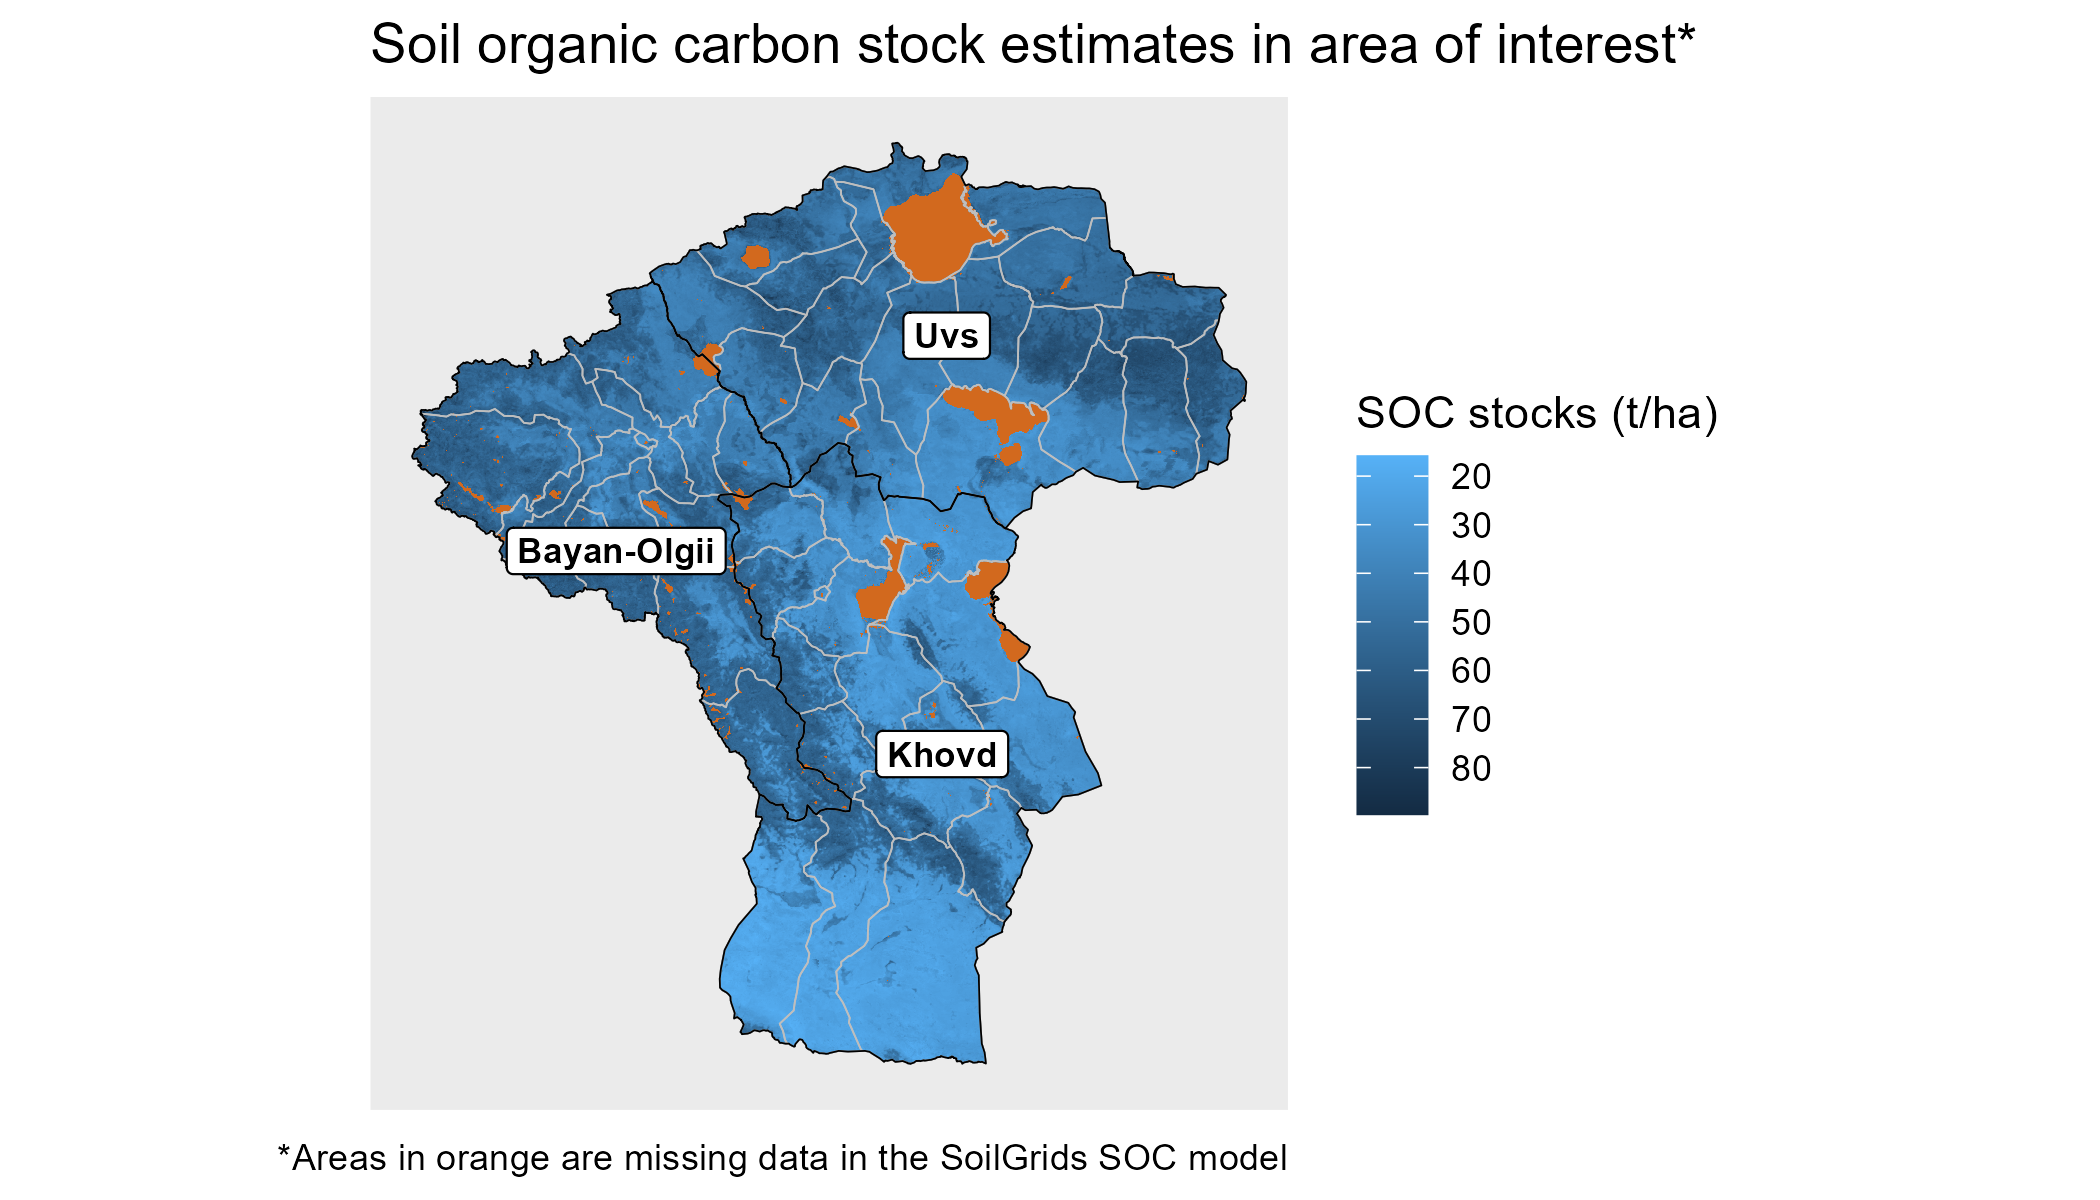 Soil organic carbon stock estimates in area of interest*
Uvs
Bayan-Olgii
Khovd
SOC stocks (t/ha)
20
30
40
50
60
70
80
*Areas in orange are missing data in the SoilGrids SOC model